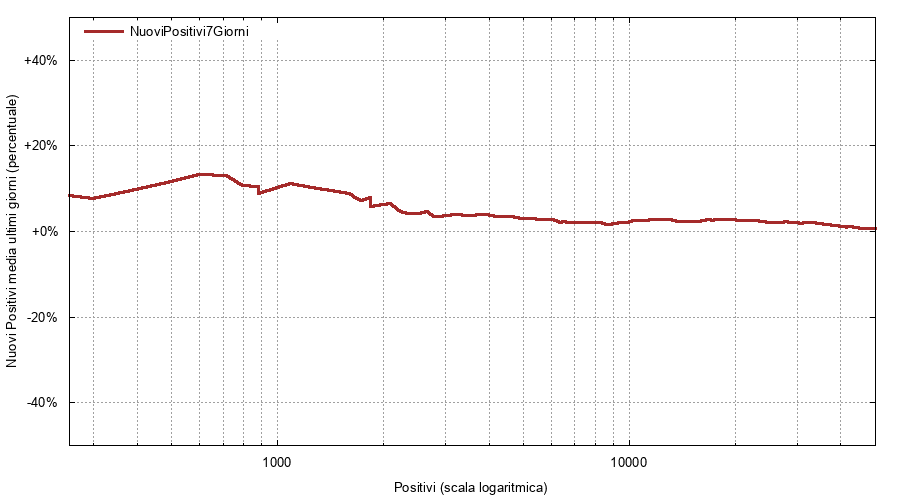 NuoviPositivi7Giorni
+40%
+20%
+0%
-20%
-40%
Nuovi Positivi media ultimi giorni (percentuale)
1000
10000
Positivi (scala logaritmica)